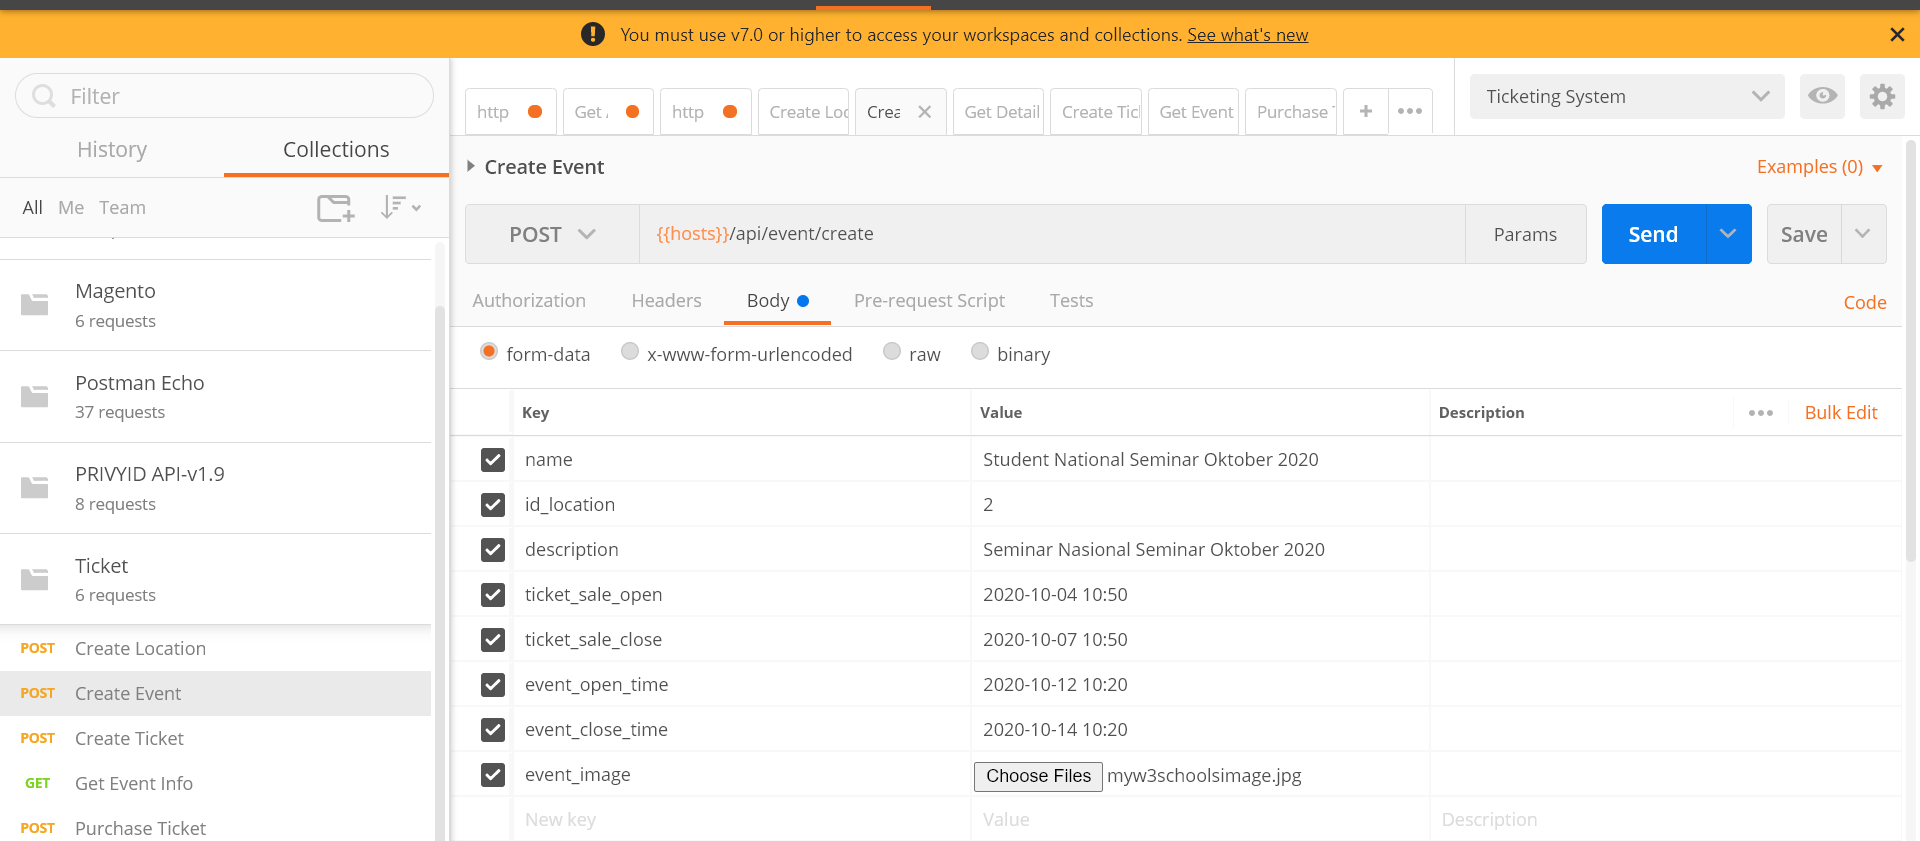 You must use v7.0 or higher to access your workspaces and collections. See what's new
Filter
History
Collections
All Me Team
Magento
6 requests
Postman Echo
37 requests
PRIVYID API-v1.9
8 requests
Ticket
6 requests
POST Create Location
POST Create Event
POST Create Ticket
GET Get Event Info
POST Purchase Ticket
http
Get
http
Create Loc
Crea
Get Detail
Create Tic
Get Event
Purchase
Ticketing System
Create Event
Examples (0)
POST
{{hosts}}/api/event/create
Params
Send
Save
Authorization
Headers
Body
Pre-request Script
Tests
Code
form-data
x-www-form-urlencoded
raw
binary
Key Value Description Bulk Edit
name Student National Seminar Oktober 2020
id_location 2
description Seminar Nasional Seminar Oktober 2020
ticket_sale_open 2020-10-04 10:50
ticket_sale_close 2020-10-07 10:50
event_open_time 2020-10-12 10:20
event_close_time 2020-10-14 10:20
event_image Choose Files myw3schoolsimage.jpg
New key Value Description